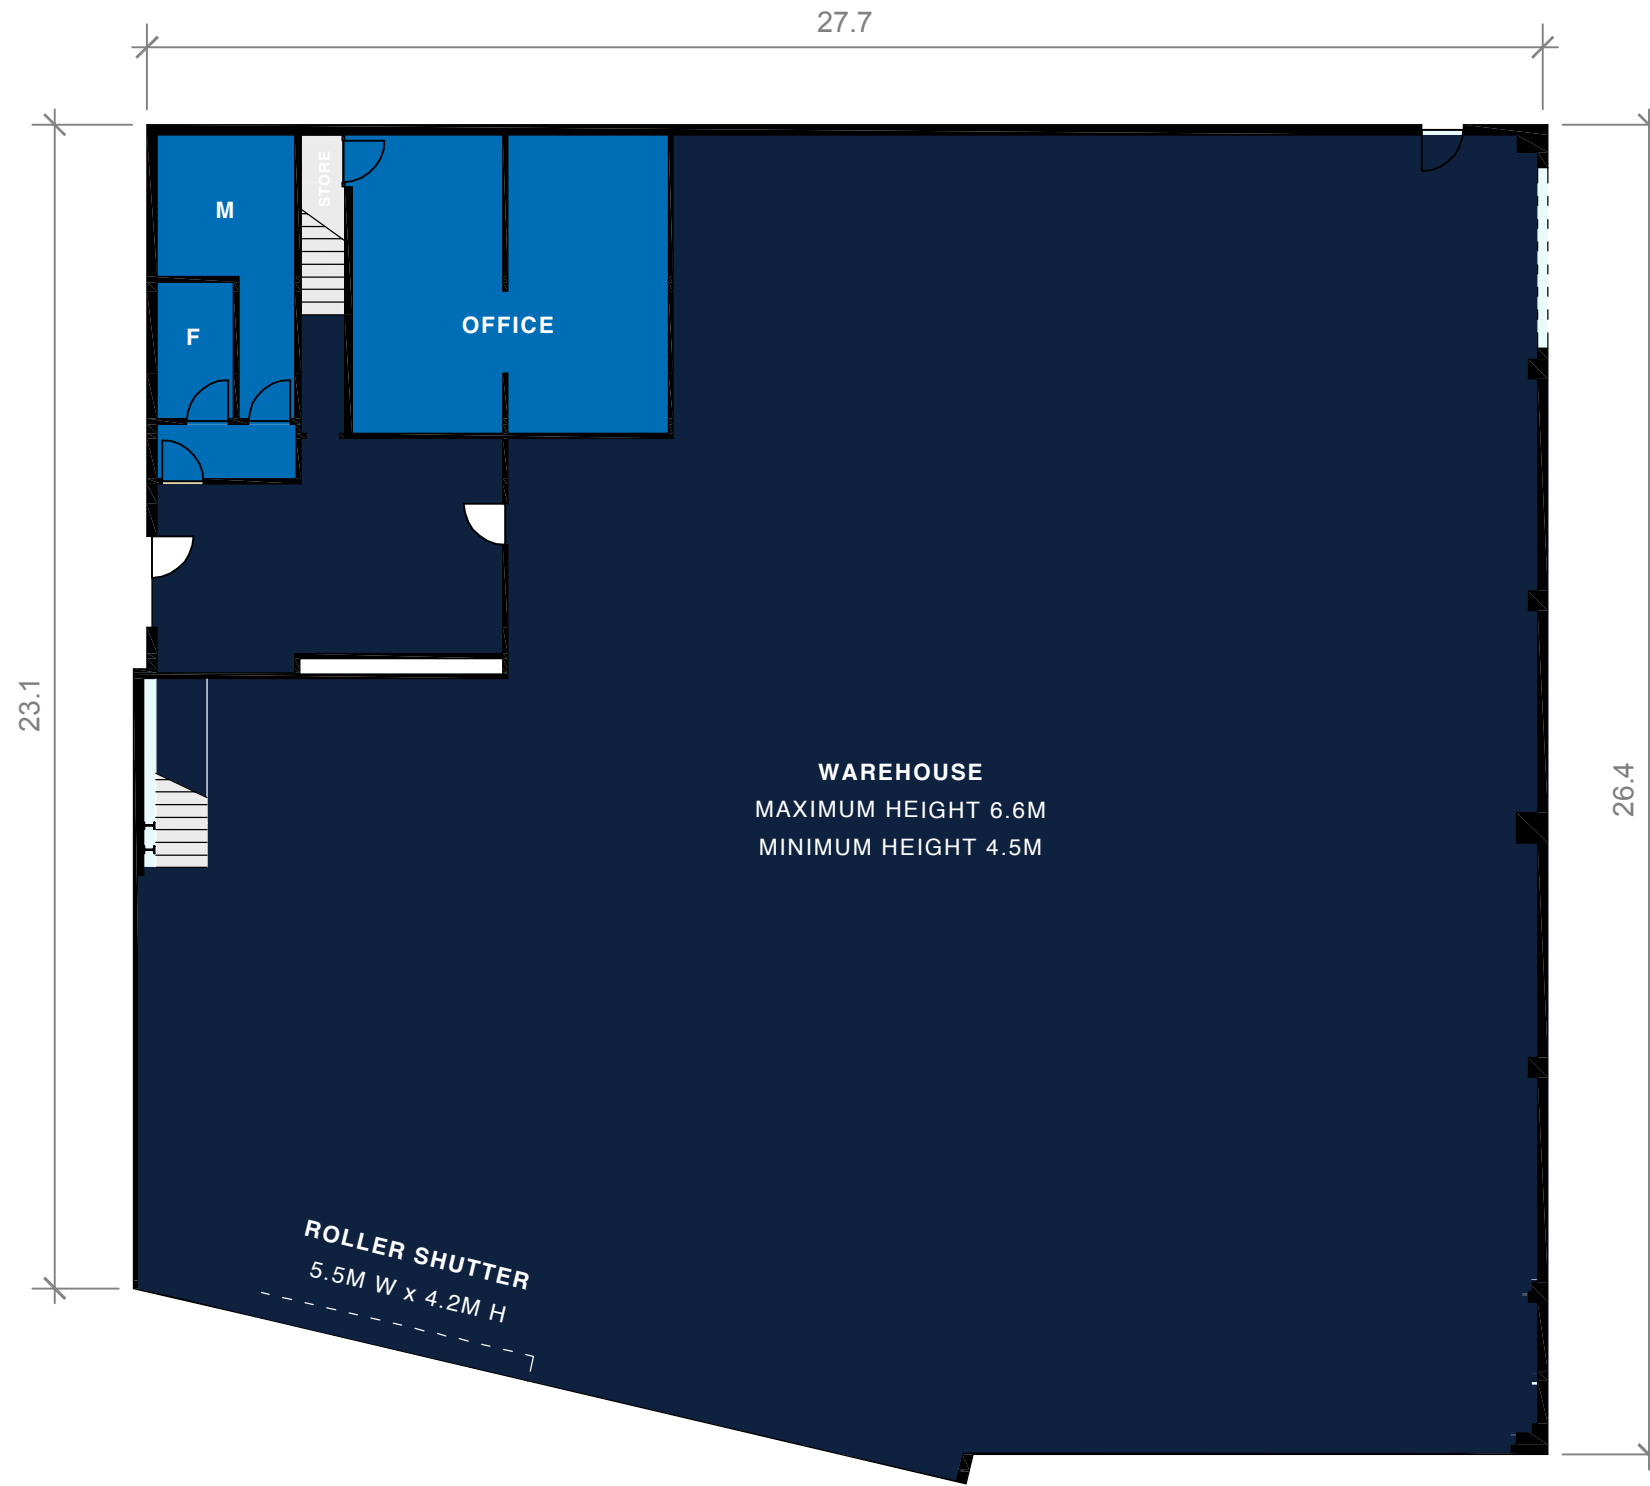 27.7
STORE
M
OFFICE
F
23.1
WAREHOUSE
MAXIMUM HEIGHT 6.6M
MINIMUM HEIGHT 4.5M
26.4
ROLLER SHUTTER
5.5M W x 4.2M H